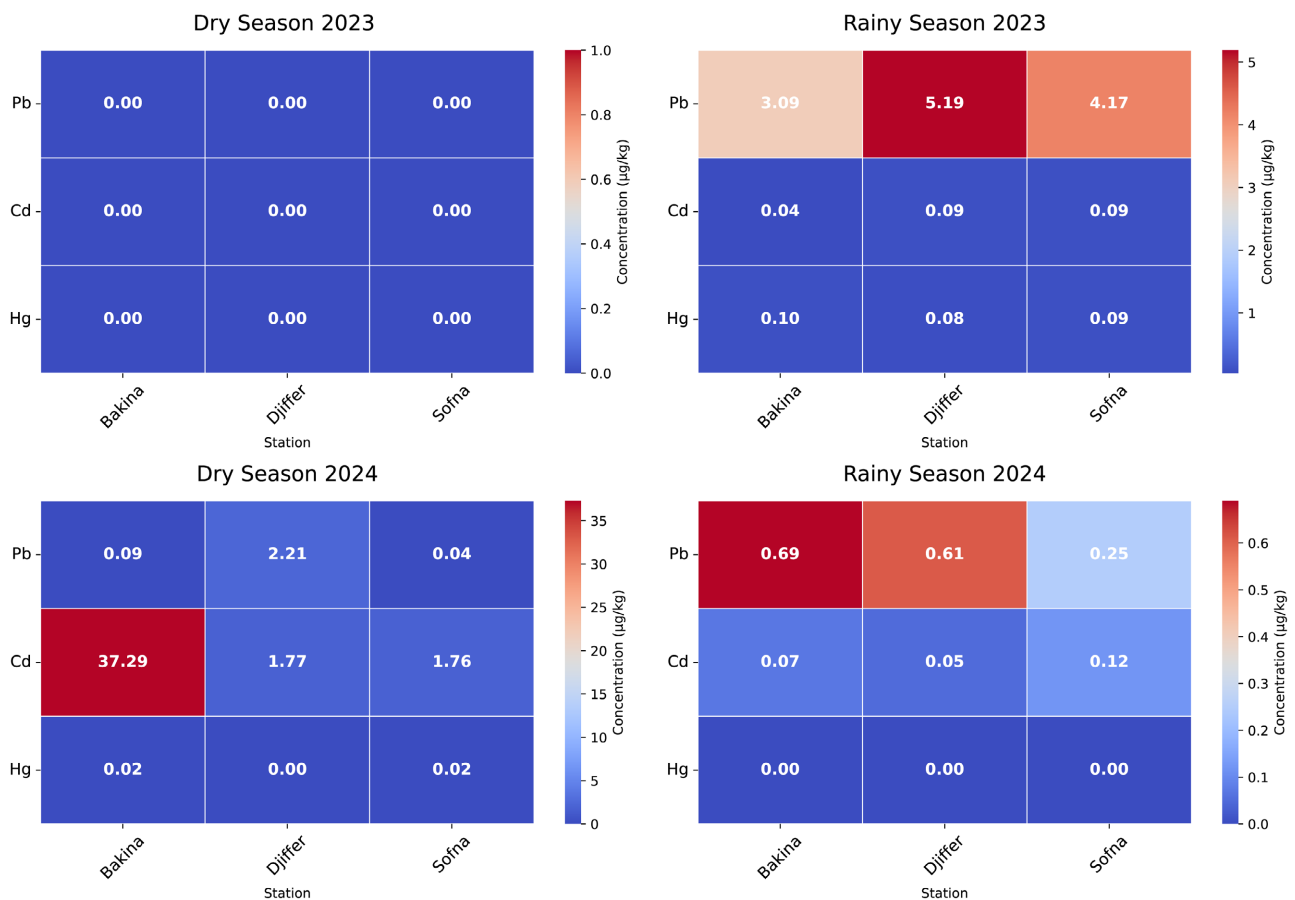 Dry Season 2023
Pb
0.00 0.00 0.00
Cd
0.00 0.00 0.00
Hg
0.00 0.00 0.00
Bakina Djiffer Sofna
Station
1.0
0.8
0.6
0.4
0.2
0.0
Concentration (µg/kg)
Rainy Season 2023
3.09 5.19 4.17
0.04 0.09 0.09
0.10 0.08 0.09
Bakina Djiffer Sofna
Station
5
4
3
2
1
Concentration (µg/kg)
Dry Season 2024
Pb
0.09 2.21 0.04
Cd
37.29 1.77 1.76
Hg
0.02 0.00 0.02
Bakina Djiffer Sofna
Station
35
30
25
20
15
10
5
0
Concentration (µg/kg)
Rainy Season 2024
Pb
0.69 0.61 0.25
Cd
0.07 0.05 0.12
Hg
0.00 0.00 0.00
Bakina Djiffer Sofna
Station
0.6
0.5
0.4
0.3
0.2
0.1
0.0
Concentration (µg/kg)